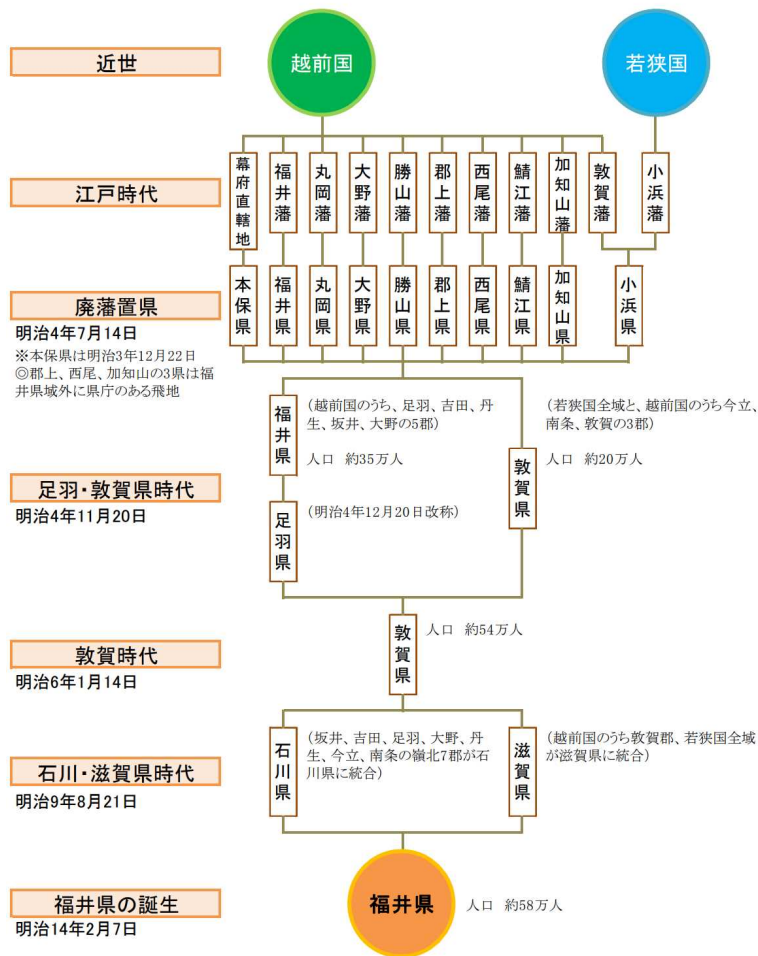 近世
越前国
若狭国
江戸時代
幕府直轄地
福井藩
丸岡藩
大野藩
勝山藩
郡上藩
西尾藩
鯖江藩
加知山藩
敦賀藩
小浜藩
廃藩置県
明治4年7月14日
※本保県は明治3年12月22日
◎郡上、西尾、加知山の3県は福
井県域外に県庁のある飛地
本保県
福井県
丸岡県
大野県
勝山県
郡上県
西尾県
鯖江県
加知山県
小浜県
福井県
(越前国のうち、足羽、吉田、丹
生、坂井、大野の5郡)
人口 約35万人
敦賀県
(若狭国全域と、越前国のうち今立、
南条、敦賀の3郡)
人口 約20万人
足羽・敦賀県時代
明治4年11月20日
足羽県
(明治4年12月20日改称)
敦賀時代
明治6年1月14日
敦賀県
人口 約54万人
石川・滋賀県時代
明治9年8月21日
石川県
(坂井、吉田、足羽、大野、丹
生、今立、南条の嶺北7郡が石
川県に統合)
滋賀県
(越前国のうち敦賀郡、若狭国全域
が滋賀県に統合)
福井県の誕生
明治14年2月7日
福井県
人口 約58万人